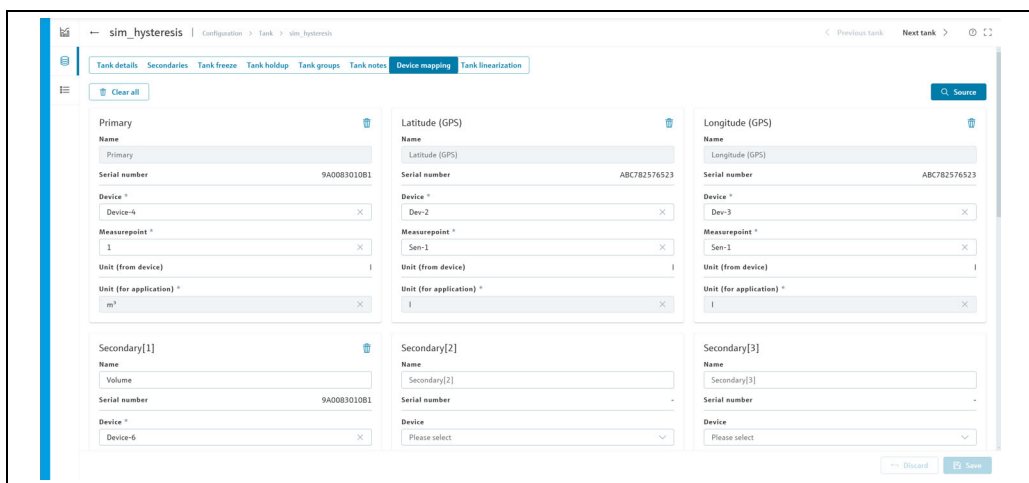 ← sim_hysteresis | Configuration > Tank > sim_hysteresis < Previous tank Next tank >
Tank details Secondaries Tank freeze Tank holdup Tank groups Tank notes Device mapping Tank linearization
Clear all Source
Primary
Name
Primary
Serial number 9A0083010B1
Device *
Device-4
Measurepoint *
1
Unit (from device) l
Unit (for application) *
m³
Latitude (GPS)
Name
Latitude (GPS)
Serial number ABC782576523
Device *
Dev-2
Measurepoint *
Sen-1
Unit (from device) l
Unit (for application) *
l
Longitude (GPS)
Name
Longitude (GPS)
Serial number ABC782576523
Device *
Dev-3
Measurepoint *
Sen-1
Unit (from device) l
Unit (for application) *
l
Secondary[1]
Name
Volume
Serial number 9A0083010B1
Device *
Device-6
Secondary[2]
Name
Secondary[2]
Serial number -
Device
Please select
Secondary[3]
Name
Secondary[3]
Serial number -
Device
Please select
Discard Save